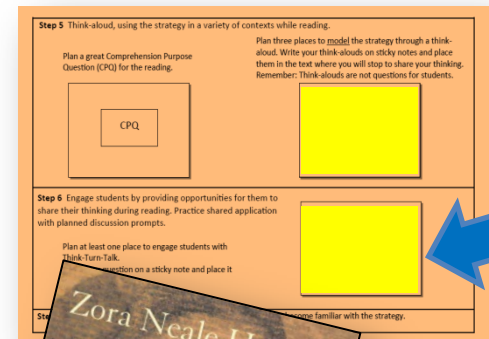 Step 5 Think-aloud, using the strategy in a variety of contexts while reading.
Plan a great Comprehension Purpose
Question (CPQ) for the reading.
CPQ
Plan three places to model the strategy through a think-
aloud. Write your think-alouds on sticky notes and place
them in the text where you will stop to share your thinking.
Remember: Think-alouds are not questions for students.
Step 6 Engage students by providing opportunities for them to
share their thinking during reading. Practice shared application
with planned discussion prompts.
Plan at least one place to engage students with
Think-Turn-Talk.
question on a sticky note and place it
familiar with the strategy.
Zora Neale